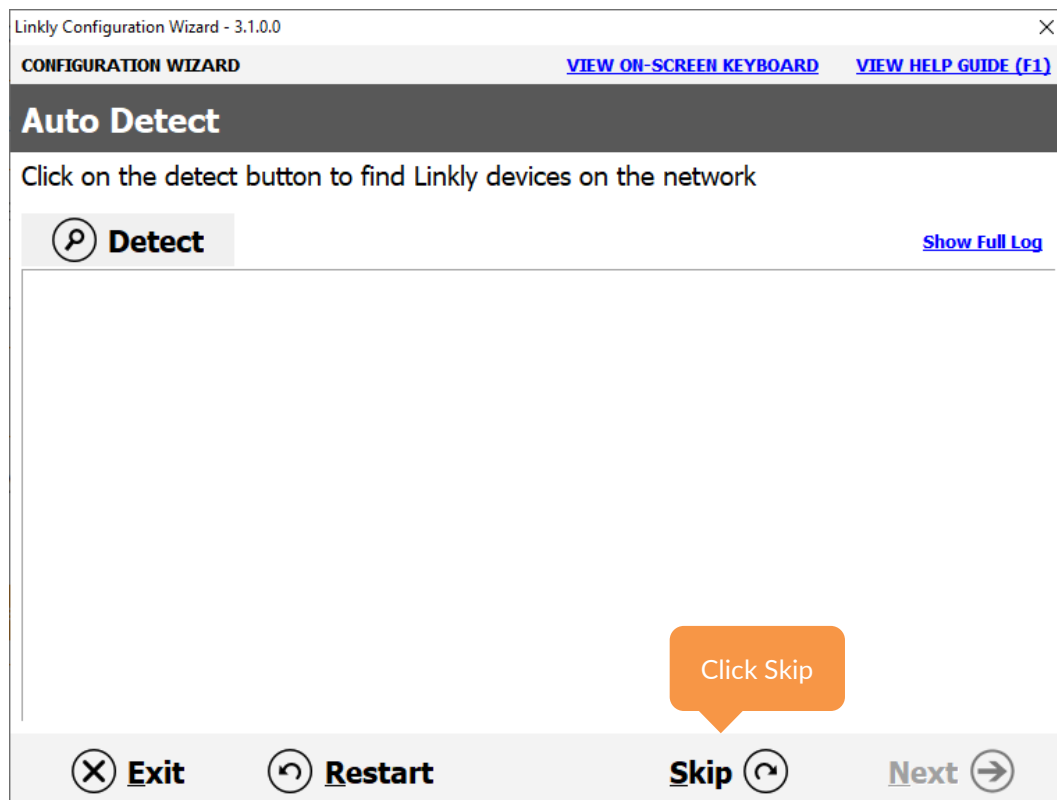 Linkly Configuration Wizard - 3.1.0.0
CONFIGURATION WIZARD VIEW ON-SCREEN KEYBOARD VIEW HELP GUIDE (F1)
Auto Detect
Click on the detect button to find Linkly devices on the network
Detect Show Full Log
Click Skip
Exit Restart Skip Next